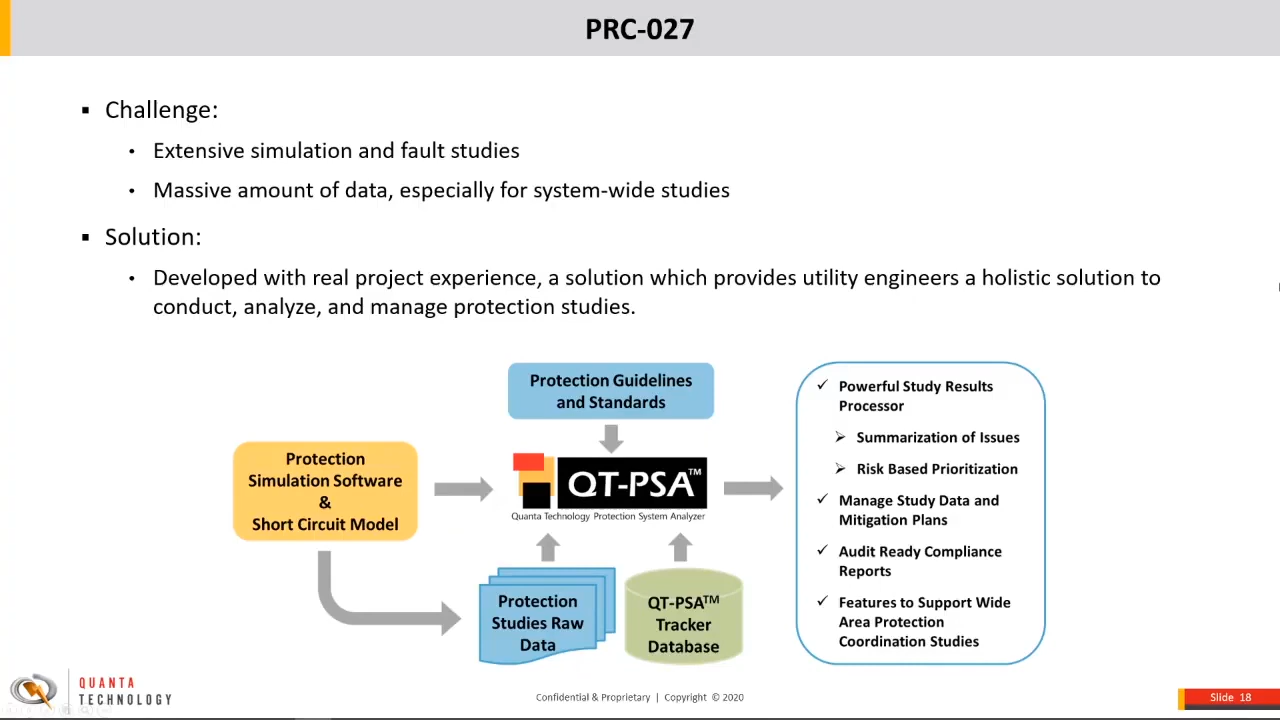 PRC-027
▪ Challenge:
• Extensive simulation and fault studies
• Massive amount of data, especially for system-wide studies
▪ Solution:
• Developed with real project experience, a solution which provides utility engineers a holistic solution to
conduct, analyze, and manage protection studies.
Protection Guidelines
and Standards
Protection
Simulation Software
&
Short Circuit Model
QT-PSA™
Quanta Technology Protection System Analyzer
Protection
Studies Raw
Data
QT-PSA™
Tracker
Database
✓ Powerful Study Results
Processor
➢ Summarization of Issues
➢ Risk Based Prioritization
✓ Manage Study Data and
Mitigation Plans
✓ Audit Ready Compliance
Reports
✓ Features to Support Wide
Area Protection
Coordination Studies
QUANTA
TECHNOLOGY
Confidential & Proprietary | Copyright © 2020
Slide 18